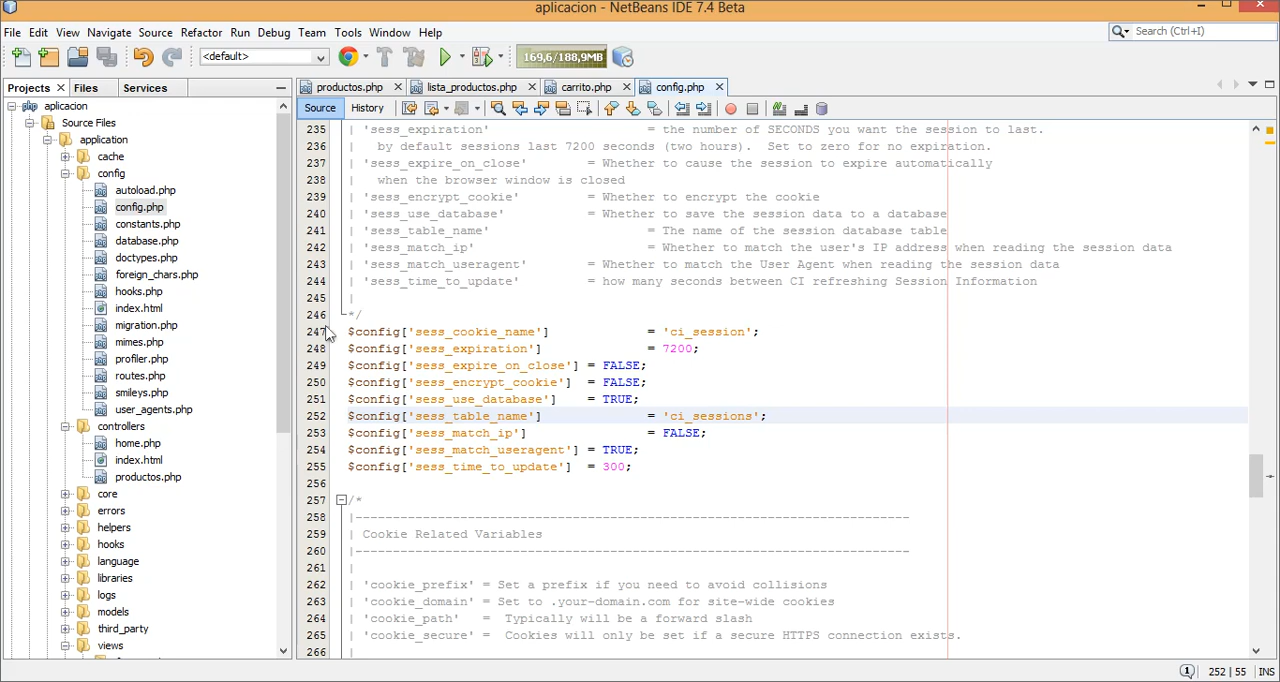 aplicacion - NetBeans IDE 7.4 Beta
File Edit View Navigate Source Refactor Run Debug Team Tools Window Help
Search (Ctrl+I)
<default>
169,6/188,9MB
Projects Files Services
productos.php lista_productos.php carrito.php config.php
Source History
aplicacion
Source Files
application
cache
config
autoload.php
config.php
constants.php
database.php
doctypes.php
foreign_chars.php
hooks.php
index.html
migration.php
mimes.php
profiler.php
routes.php
smileys.php
user_agents.php
controllers
home.php
index.html
productos.php
core
errors
helpers
hooks
language
libraries
logs
models
third_party
views
235 | 'sess_expiration' = the number of SECONDS you want the session to last.
236 | by default sessions last 7200 seconds (two hours). Set to zero for no expiration.
237 | 'sess_expire_on_close' = Whether to cause the session to expire automatically
238 | when the browser window is closed
239 | 'sess_encrypt_cookie' = Whether to encrypt the cookie
240 | 'sess_use_database' = Whether to save the session data to a database
241 | 'sess_table_name' = The name of the session database table
242 | 'sess_match_ip' = Whether to match the user's IP address when reading the session data
243 | 'sess_match_useragent' = Whether to match the User Agent when reading the session data
244 | 'sess_time_to_update' = how many seconds between CI refreshing Session Information
245 |
246 */
247 $config['sess_cookie_name'] = 'ci_session';
248 $config['sess_expiration'] = 7200;
249 $config['sess_expire_on_close'] = FALSE;
250 $config['sess_encrypt_cookie'] = FALSE;
251 $config['sess_use_database'] = TRUE;
252 $config['sess_table_name'] = 'ci_sessions';
253 $config['sess_match_ip'] = FALSE;
254 $config['sess_match_useragent'] = TRUE;
255 $config['sess_time_to_update'] = 300;
256
257 /*
258 |--------------------------------------------------------------------------
259 | Cookie Related Variables
260 |--------------------------------------------------------------------------
261 |
262 | 'cookie_prefix' = Set a prefix if you need to avoid collisions
263 | 'cookie_domain' = Set to .your-domain.com for site-wide cookies
264 | 'cookie_path' = Typically will be a forward slash
265 | 'cookie_secure' = Cookies will only be set if a secure HTTPS connection exists.
266 |
252 | 55 INS